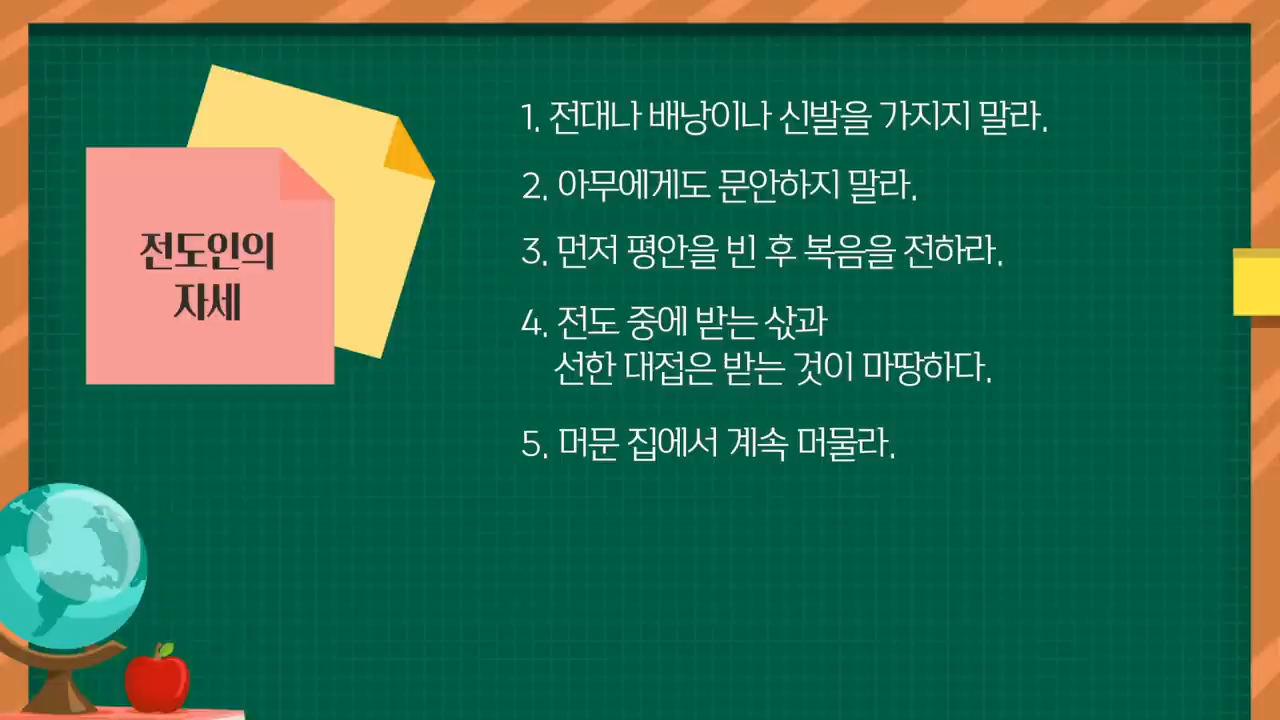 전도인의
자세
1. 전대나 배낭이나 신발을 가지지 말라.
2. 아무에게도 문안하지 말라.
3. 먼저 평안을 빈 후 복음을 전하라.
4. 전도 중에 받는 삯과
선한 대접은 받는 것이 마땅하다.
5. 머문 집에서 계속 머물라.